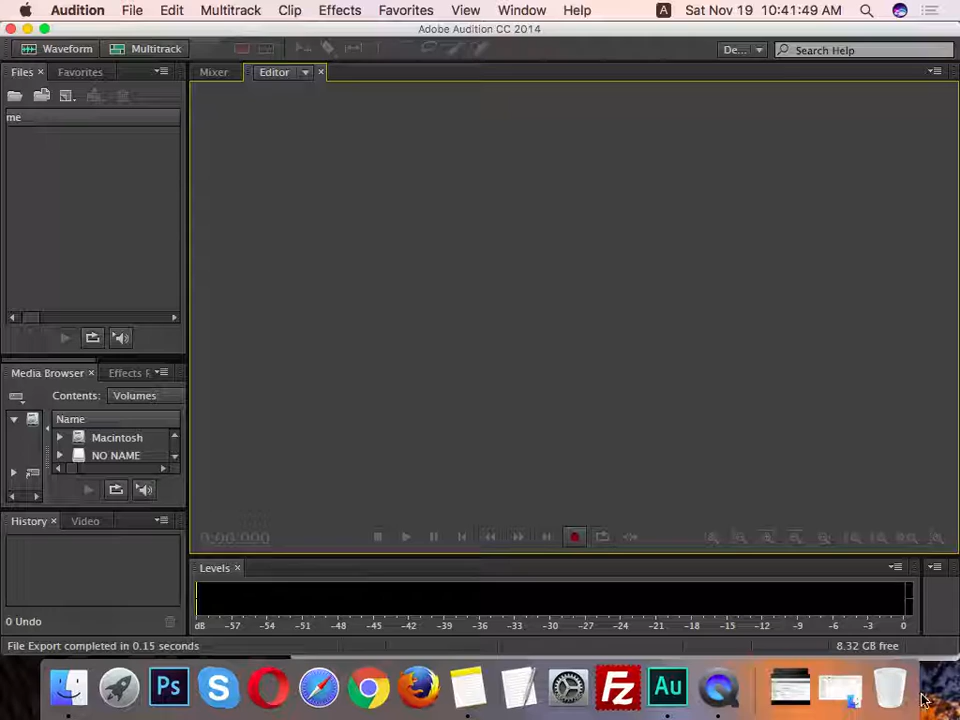 Audition File Edit Multitrack Clip Effects Favorites View Window Help A Sat Nov 19 10:41:49 AM
Adobe Audition CC 2014
Waveform Multitrack De... Search Help
Files Favorites Mixer Editor
me
Media Browser Effects R
Contents: Volumes
Name
Macintosh
NO NAME
History Video
0:00.000
Levels
dB -57 -54 -51 -48 -45 -42 -39 -36 -33 -30 -27 -24 -21 -18 -15 -12 -9 -6 -3 0
0 Undo
File Export completed in 0.15 seconds 8.32 GB free
Ps S Fz Au